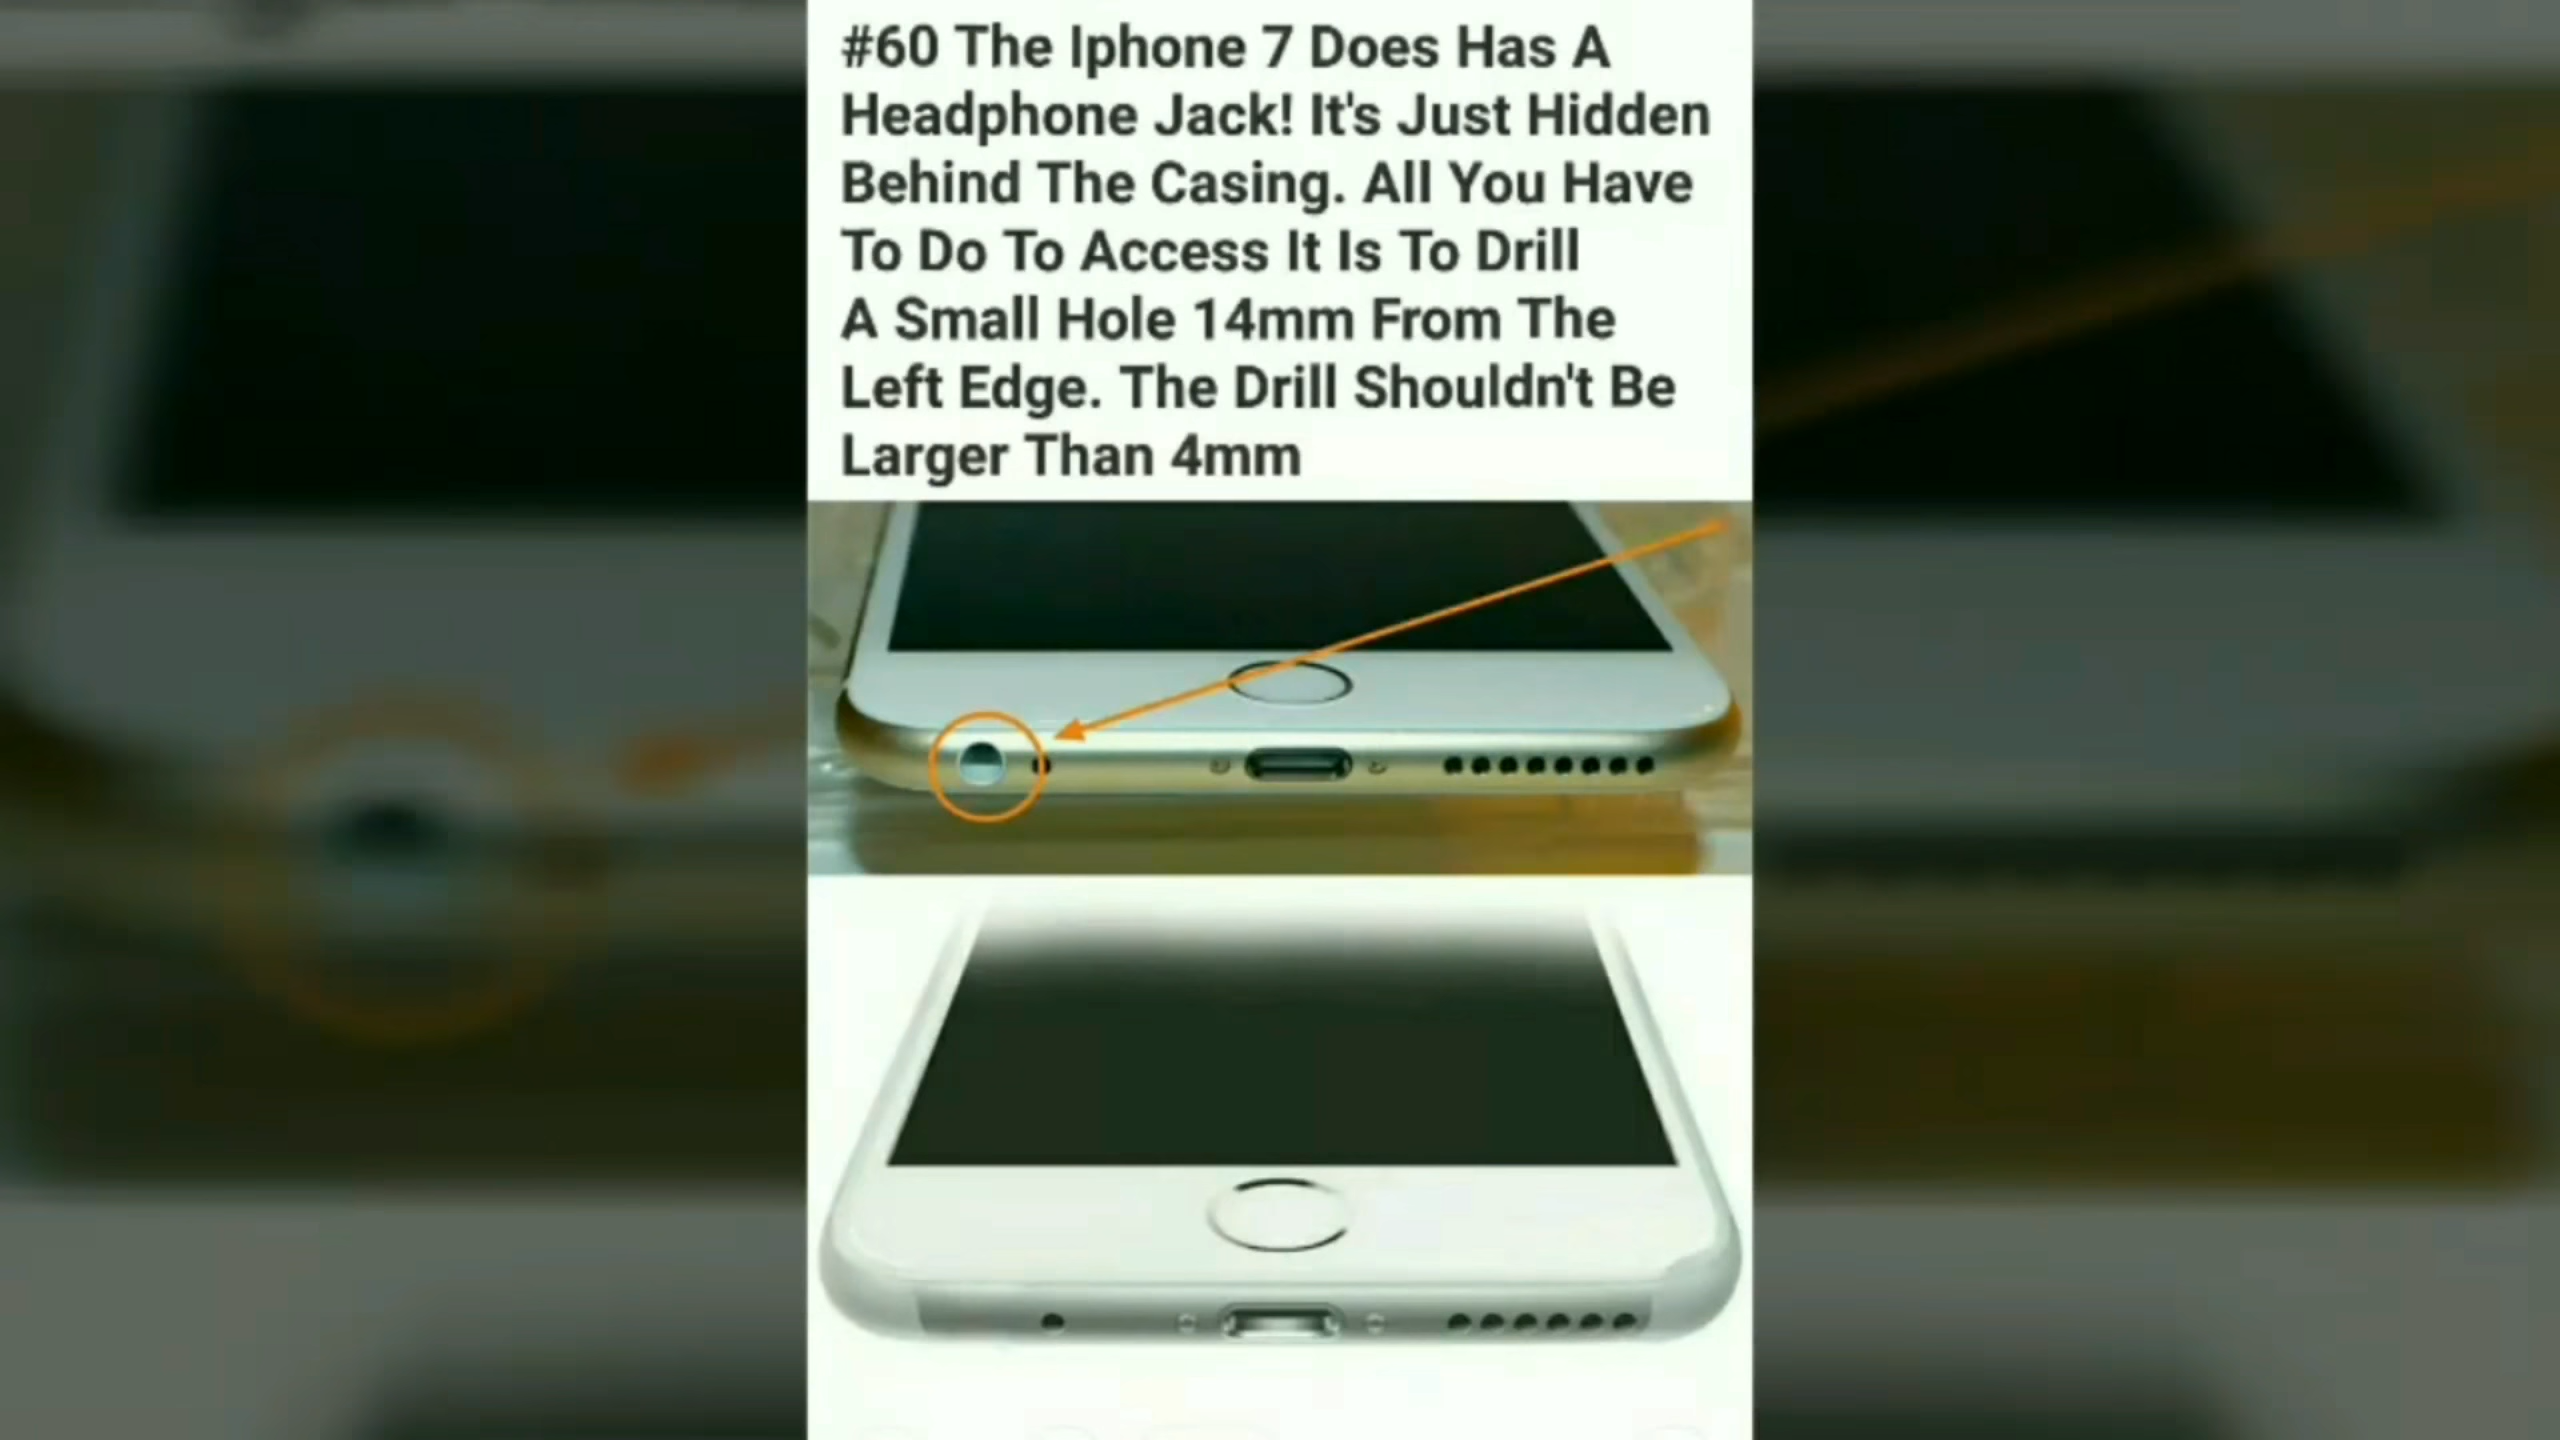 #60 The Iphone 7 Does Has A
Headphone Jack! It's Just Hidden
Behind The Casing. All You Have
To Do To Access It Is To Drill
A Small Hole 14mm From The
Left Edge. The Drill Shouldn't Be
Larger Than 4mm